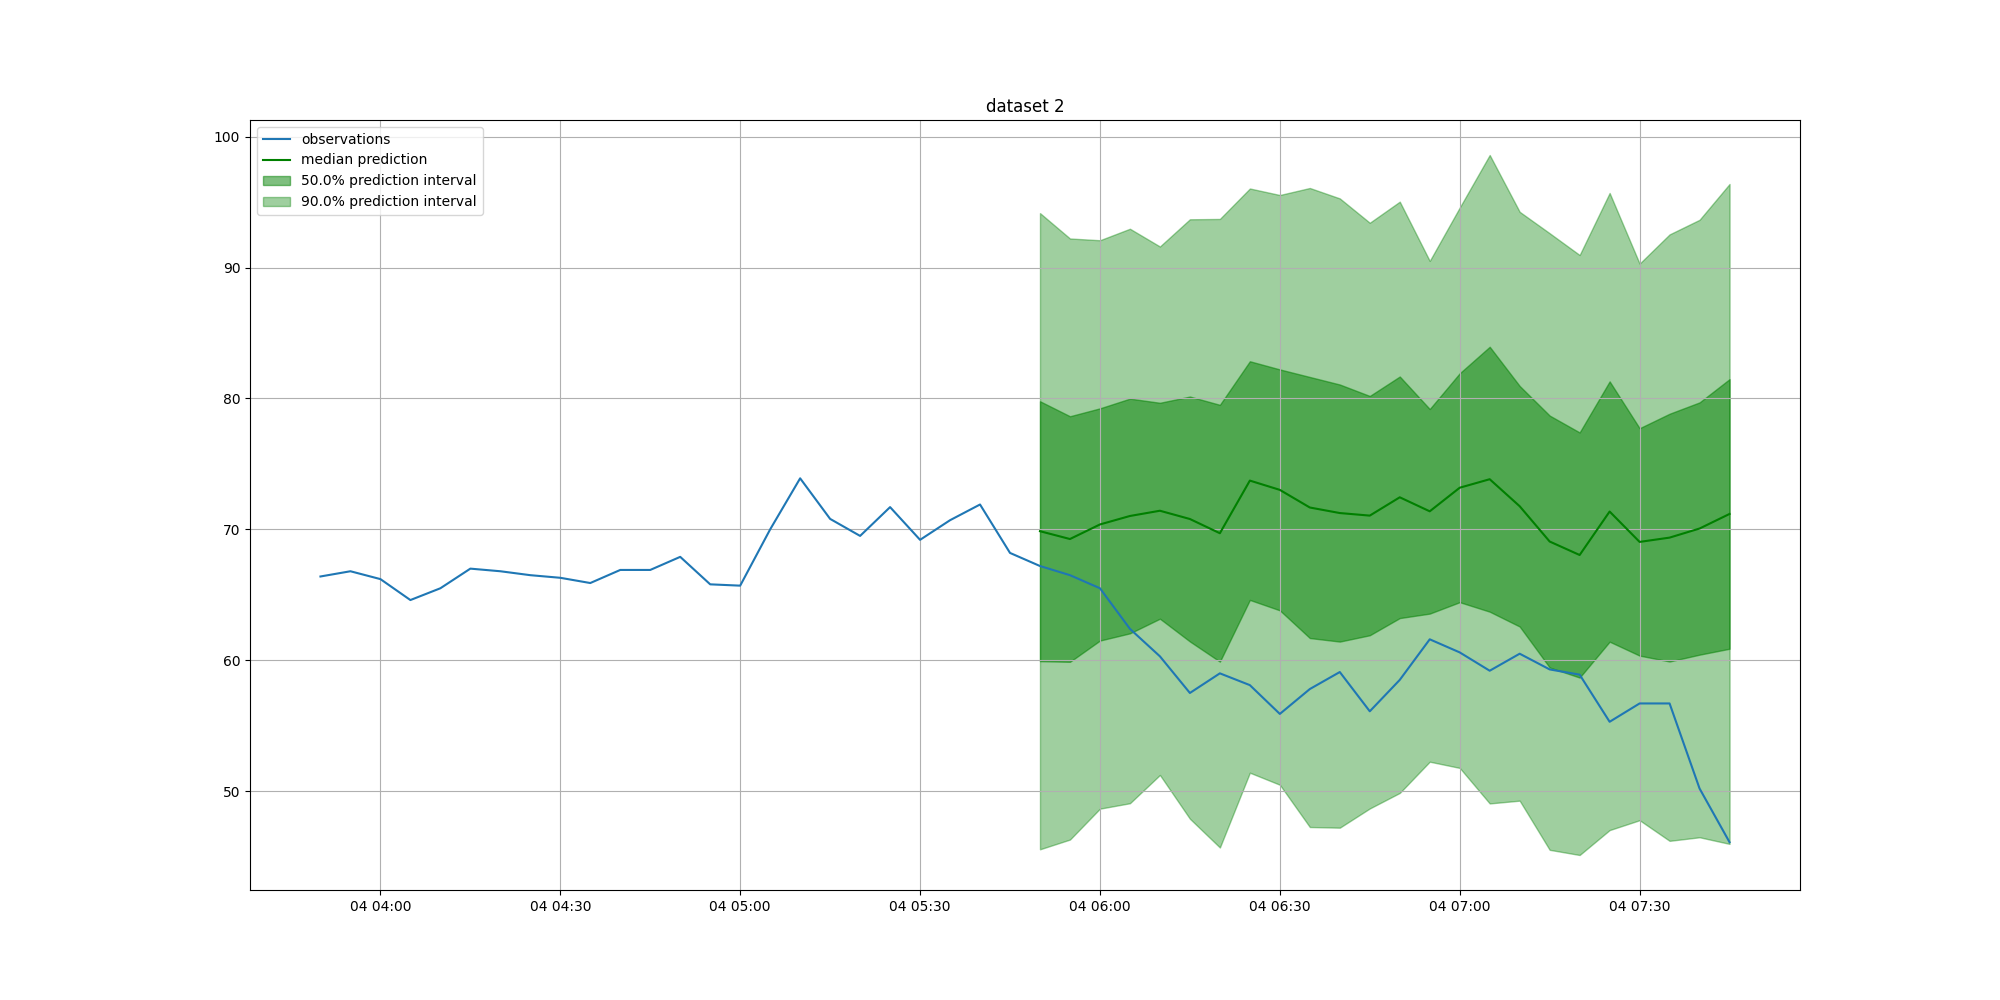 dataset 2
observations
median prediction
50.0% prediction interval
90.0% prediction interval
100
90
80
70
60
50
04 04:00 04 04:30 04 05:00 04 05:30 04 06:00 04 06:30 04 07:00 04 07:30